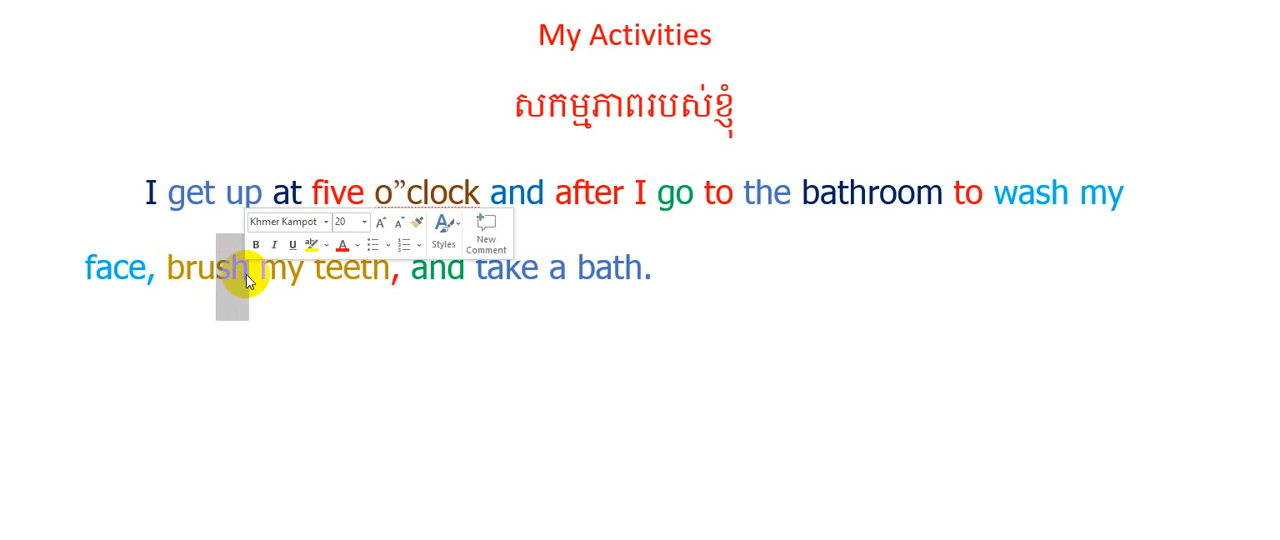 My Activities
សកម្មភាពរបស់ខ្ញុំ
I get up at five o”clock and after I go to the bathroom to wash my
Khmer Kampot 20 A A A Styles New Comment
B I U ab A
face, brush my teeth, and take a bath.